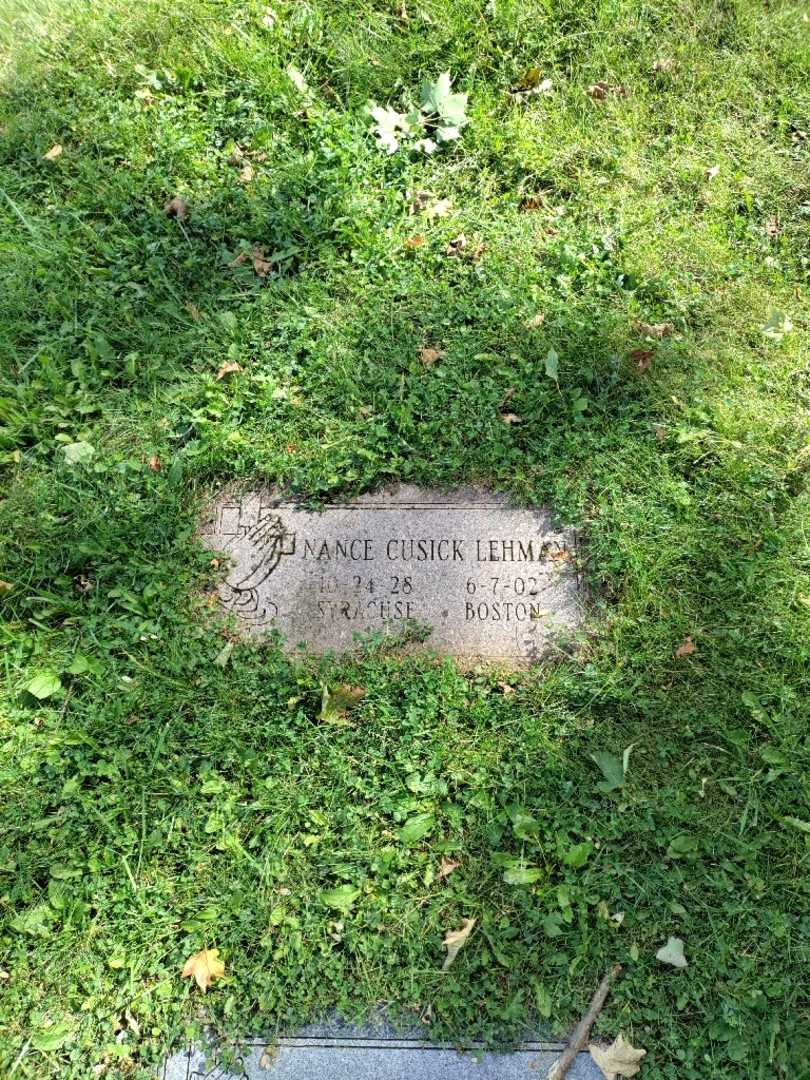 NANCE CUSICK LEHMAN
10-24-28 6-7-02
SYRACUSE BOSTON